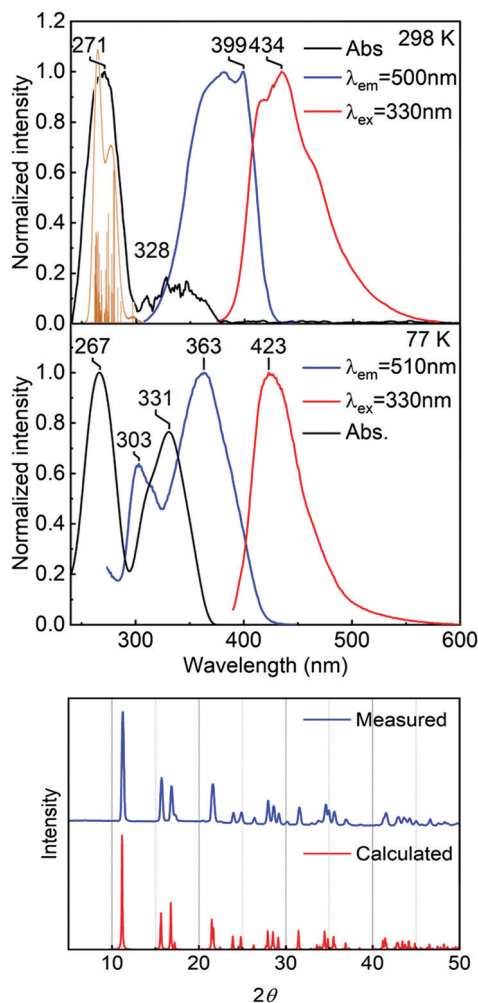 271 399 434 Abs 298 K
λem=500nm
λex=330nm
328
Normalized intensity
1.2
1.0
0.8
0.6
0.4
0.2
0.0
267 363 423 77 K
λem=510nm
λex=330nm
Abs.
331
303
Normalized intensity
1.0
0.8
0.6
0.4
0.2
0.0
300 400 500 600
Wavelength (nm)
Measured
Calculated
Intensity
10 20 30 40 50
2θ